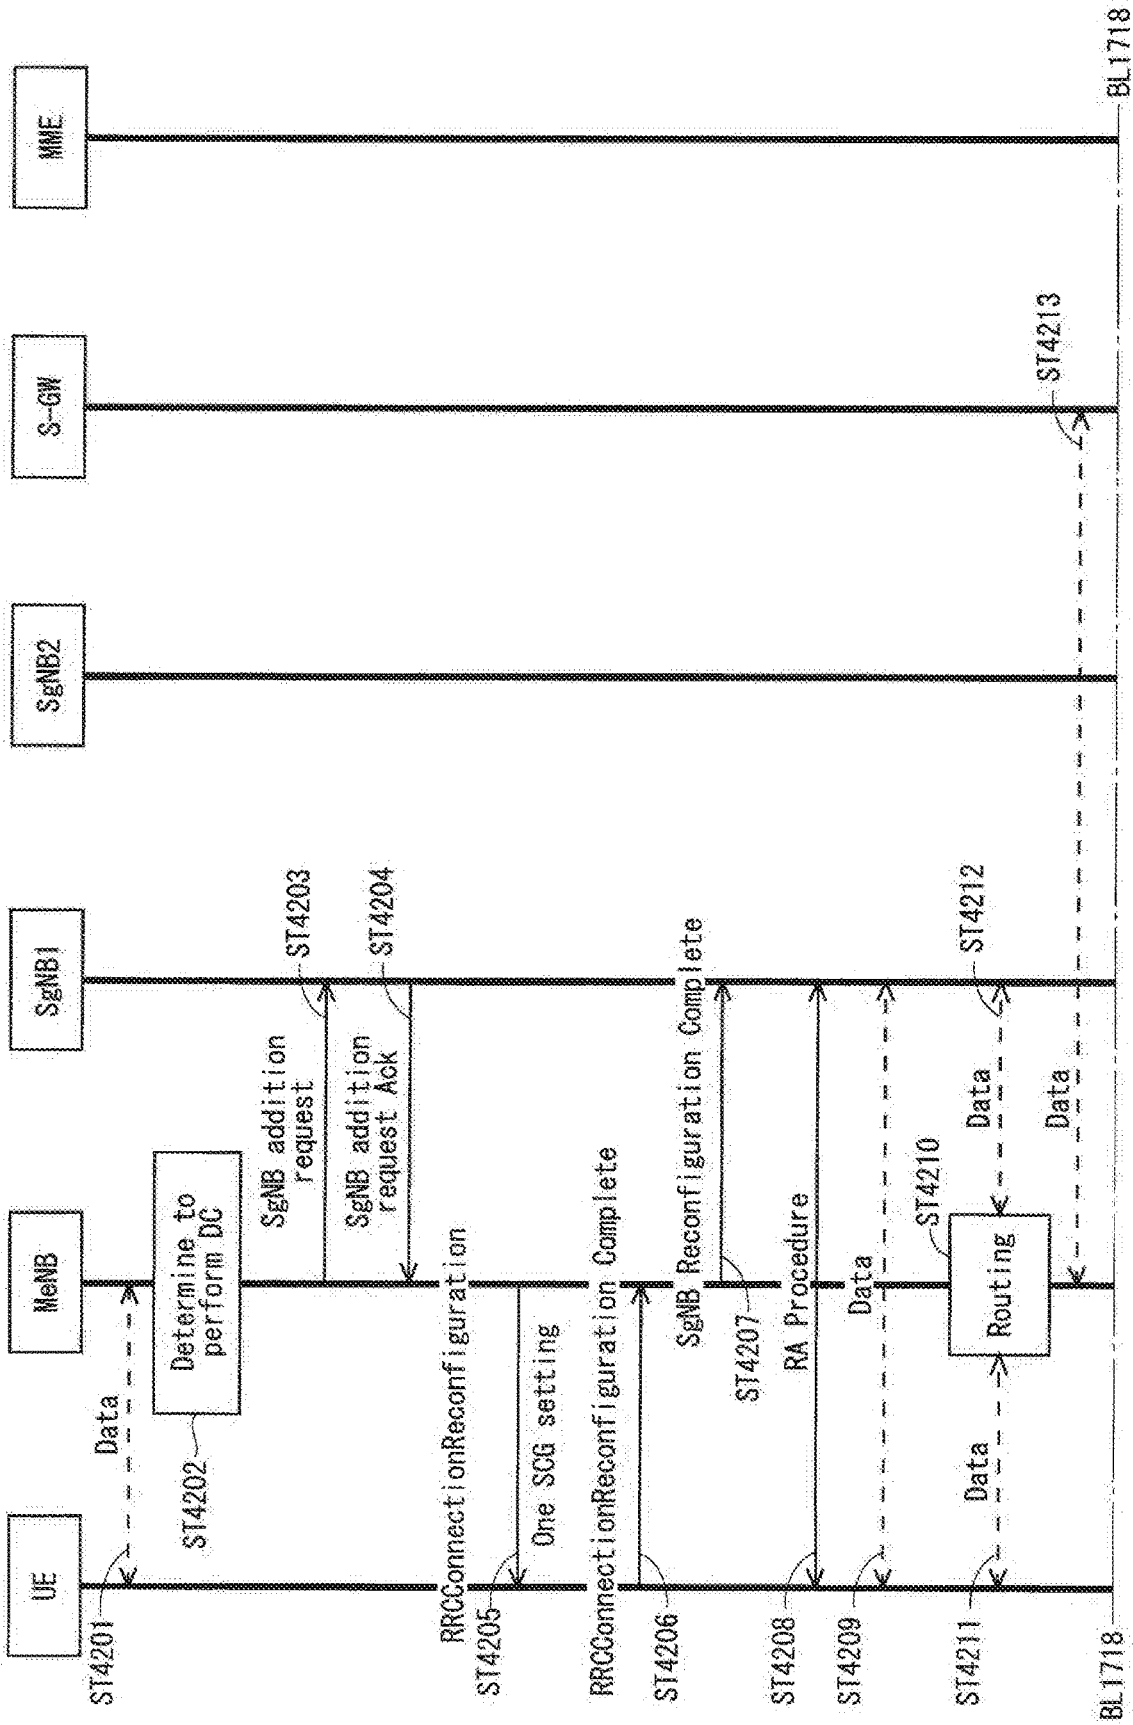 UE
MeNB
SgNB1
SgNB2
S-GW
MME
ST4201
Data
ST4202
Determine to
perform DC
SgNB addition
request
ST4203
SgNB addition
request Ack
ST4204
RRCConnectionReconfiguration
ST4205
One SCG setting
RRCConnectionReconfiguration Complete
ST4206
SgNB Reconfiguration Complete
ST4207
RA Procedure
ST4208
Data
ST4209
ST4210
Routing
Data
ST4211
Data
ST4212
Data
ST4213
BL1718
BL1718